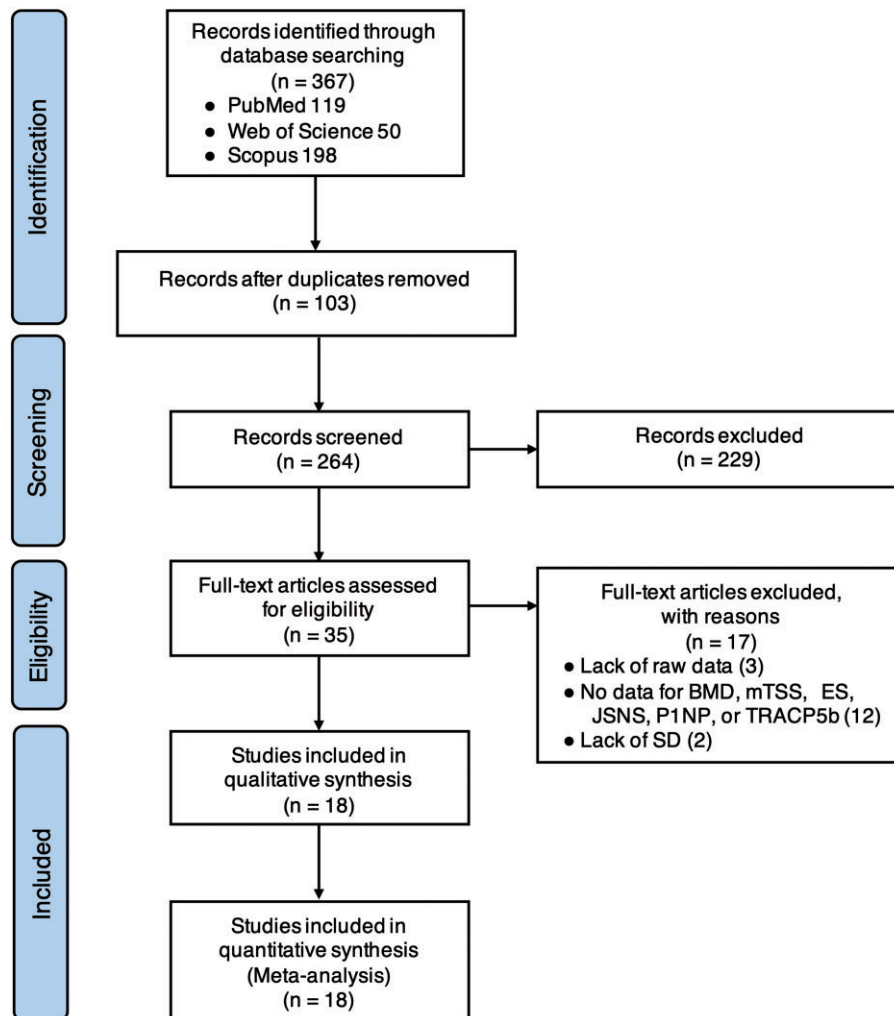 Identification
Records identified through
database searching
(n = 367)
● PubMed 119
● Web of Science 50
● Scopus 198
Records after duplicates removed
(n = 103)
Screening
Records screened
(n = 264)
Records excluded
(n = 229)
Eligibility
Full-text articles assessed
for eligibility
(n = 35)
Full-text articles excluded,
with reasons
(n = 17)
● Lack of raw data (3)
● No data for BMD, mTSS, ES,
JSNS, P1NP, or TRACP5b (12)
● Lack of SD (2)
Included
Studies included in
qualitative synthesis
(n = 18)
Studies included in
quantitative synthesis
(Meta-analysis)
(n = 18)